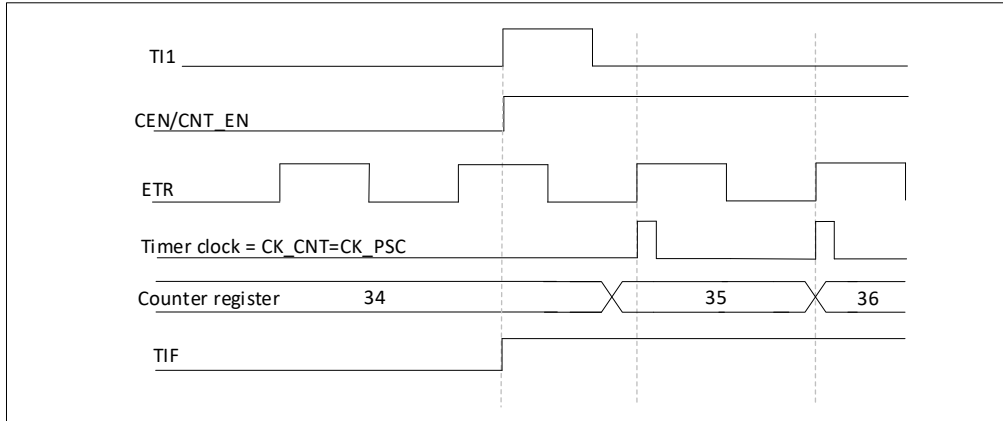 TI1
CEN/CNT_EN
ETR
Timer clock = CK_CNT=CK_PSC
Counter register 34 35 36
TIF